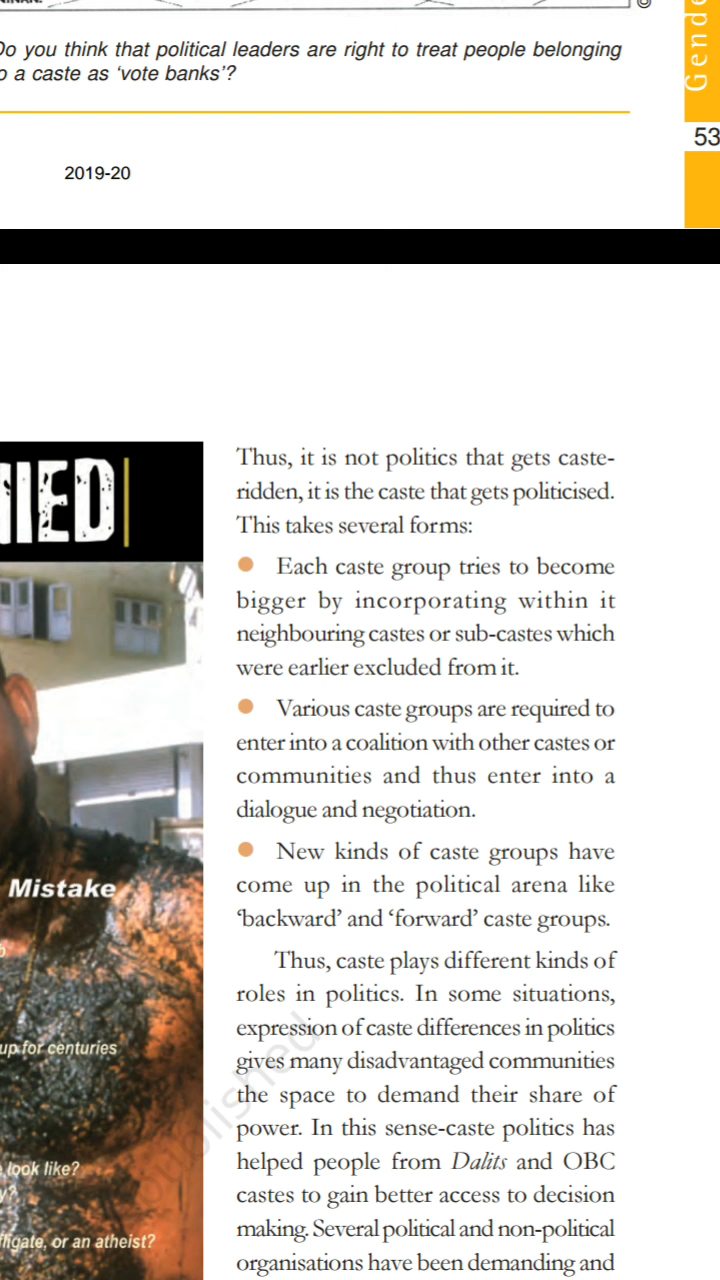 Do you think that political leaders are right to treat people belonging
a caste as ‘vote banks’?
Gende
53
2019-20
NIED
Thus, it is not politics that gets caste-
ridden, it is the caste that gets politicised.
This takes several forms:
● Each caste group tries to become
bigger by incorporating within it
neighbouring castes or sub-castes which
were earlier excluded from it.
● Various caste groups are required to
enter into a coalition with other castes or
communities and thus enter into a
dialogue and negotiation.
● New kinds of caste groups have
come up in the political arena like
‘backward’ and ‘forward’ caste groups.
Thus, caste plays different kinds of
roles in politics. In some situations,
expression of caste differences in politics
gives many disadvantaged communities
the space to demand their share of
power. In this sense-caste politics has
helped people from Dalits and OBC
castes to gain better access to decision
making. Several political and non-political
organisations have been demanding and
Mistake
up for centuries
look like?
y?
fligate, or an atheist?
lished